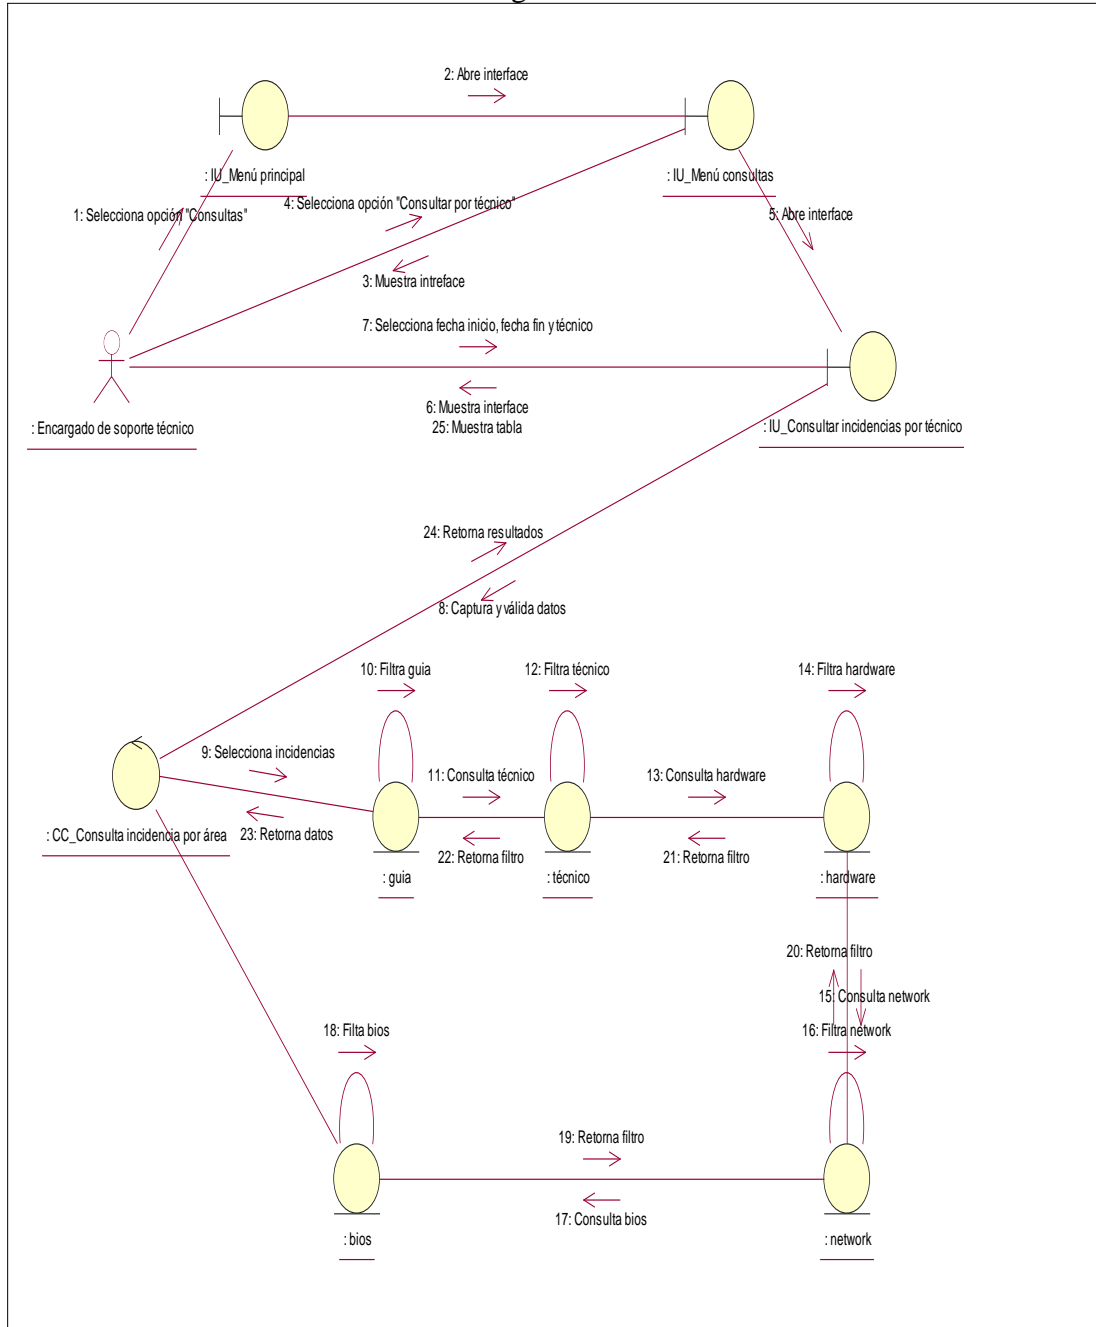 2: Abre interface
: IU_Menú principal
: IU_Menú consultas
1: Selecciona opción "Consultas"
4: Selecciona opción "Consultar por técnico"
5: Abre interface
3: Muestra intreface
7: Selecciona fecha inicio, fecha fin y técnico
6: Muestra interface
25: Muestra tabla
: Encargado de soporte técnico
: IU_Consultar incidencias por técnico
24: Retorna resultados
8: Captura y válida datos
10: Filtra guia
12: Filtra técnico
14: Filtra hardware
9: Selecciona incidencias
11: Consulta técnico
13: Consulta hardware
: CC_Consulta incidencia por área
23: Retorna datos
22: Retorna filtro
21: Retorna filtro
: guia
: técnico
: hardware
20: Retorna filtro
15: Consulta network
18: Filta bios
16: Filtra network
19: Retorna filtro
17: Consulta bios
: bios
: network